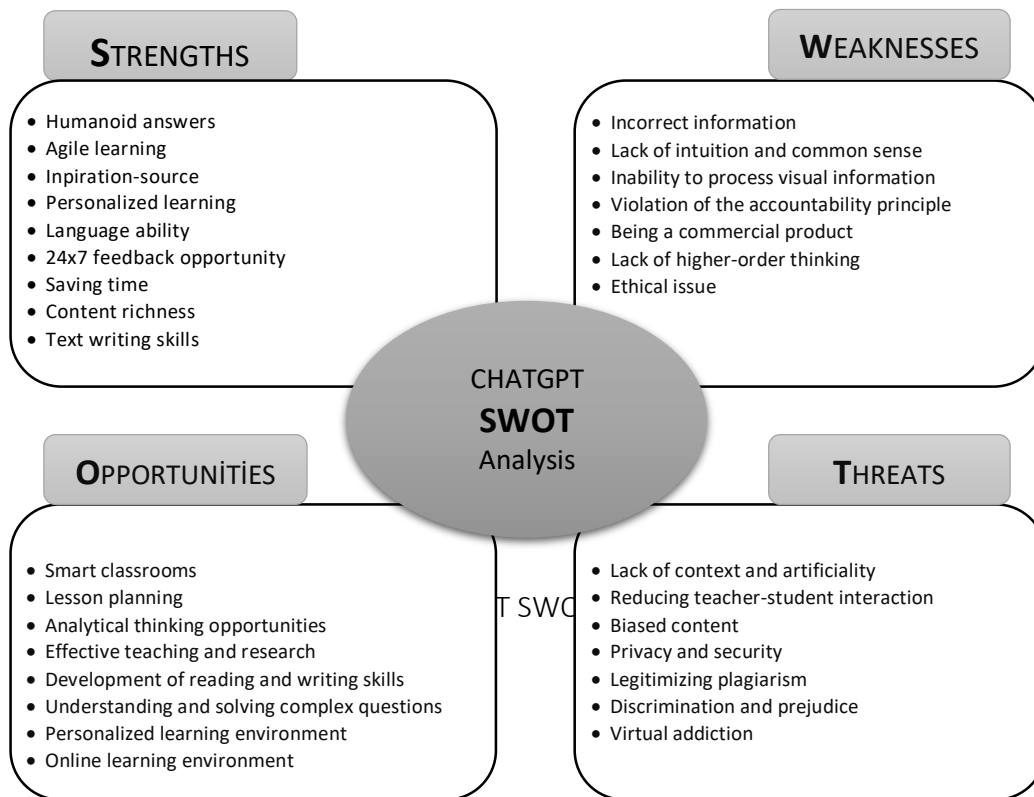 STRENGTHS
• Humanoid answers
• Agile learning
• Inpiration-source
• Personalized learning
• Language ability
• 24x7 feedback opportunity
• Saving time
• Content richness
• Text writing skills
WEAKNESSES
• Incorrect information
• Lack of intuition and common sense
• Inability to process visual information
• Violation of the accountability principle
• Being a commercial product
• Lack of higher-order thinking
• Ethical issue
CHATGPT
SWOT
Analysis
OPPORTUNİTİES
• Smart classrooms
• Lesson planning
• Analytical thinking opportunities
• Effective teaching and research
• Development of reading and writing skills
• Understanding and solving complex questions
• Personalized learning environment
• Online learning environment
T SWO
THREATS
• Lack of context and artificiality
• Reducing teacher-student interaction
• Biased content
• Privacy and security
• Legitimizing plagiarism
• Discrimination and prejudice
• Virtual addiction